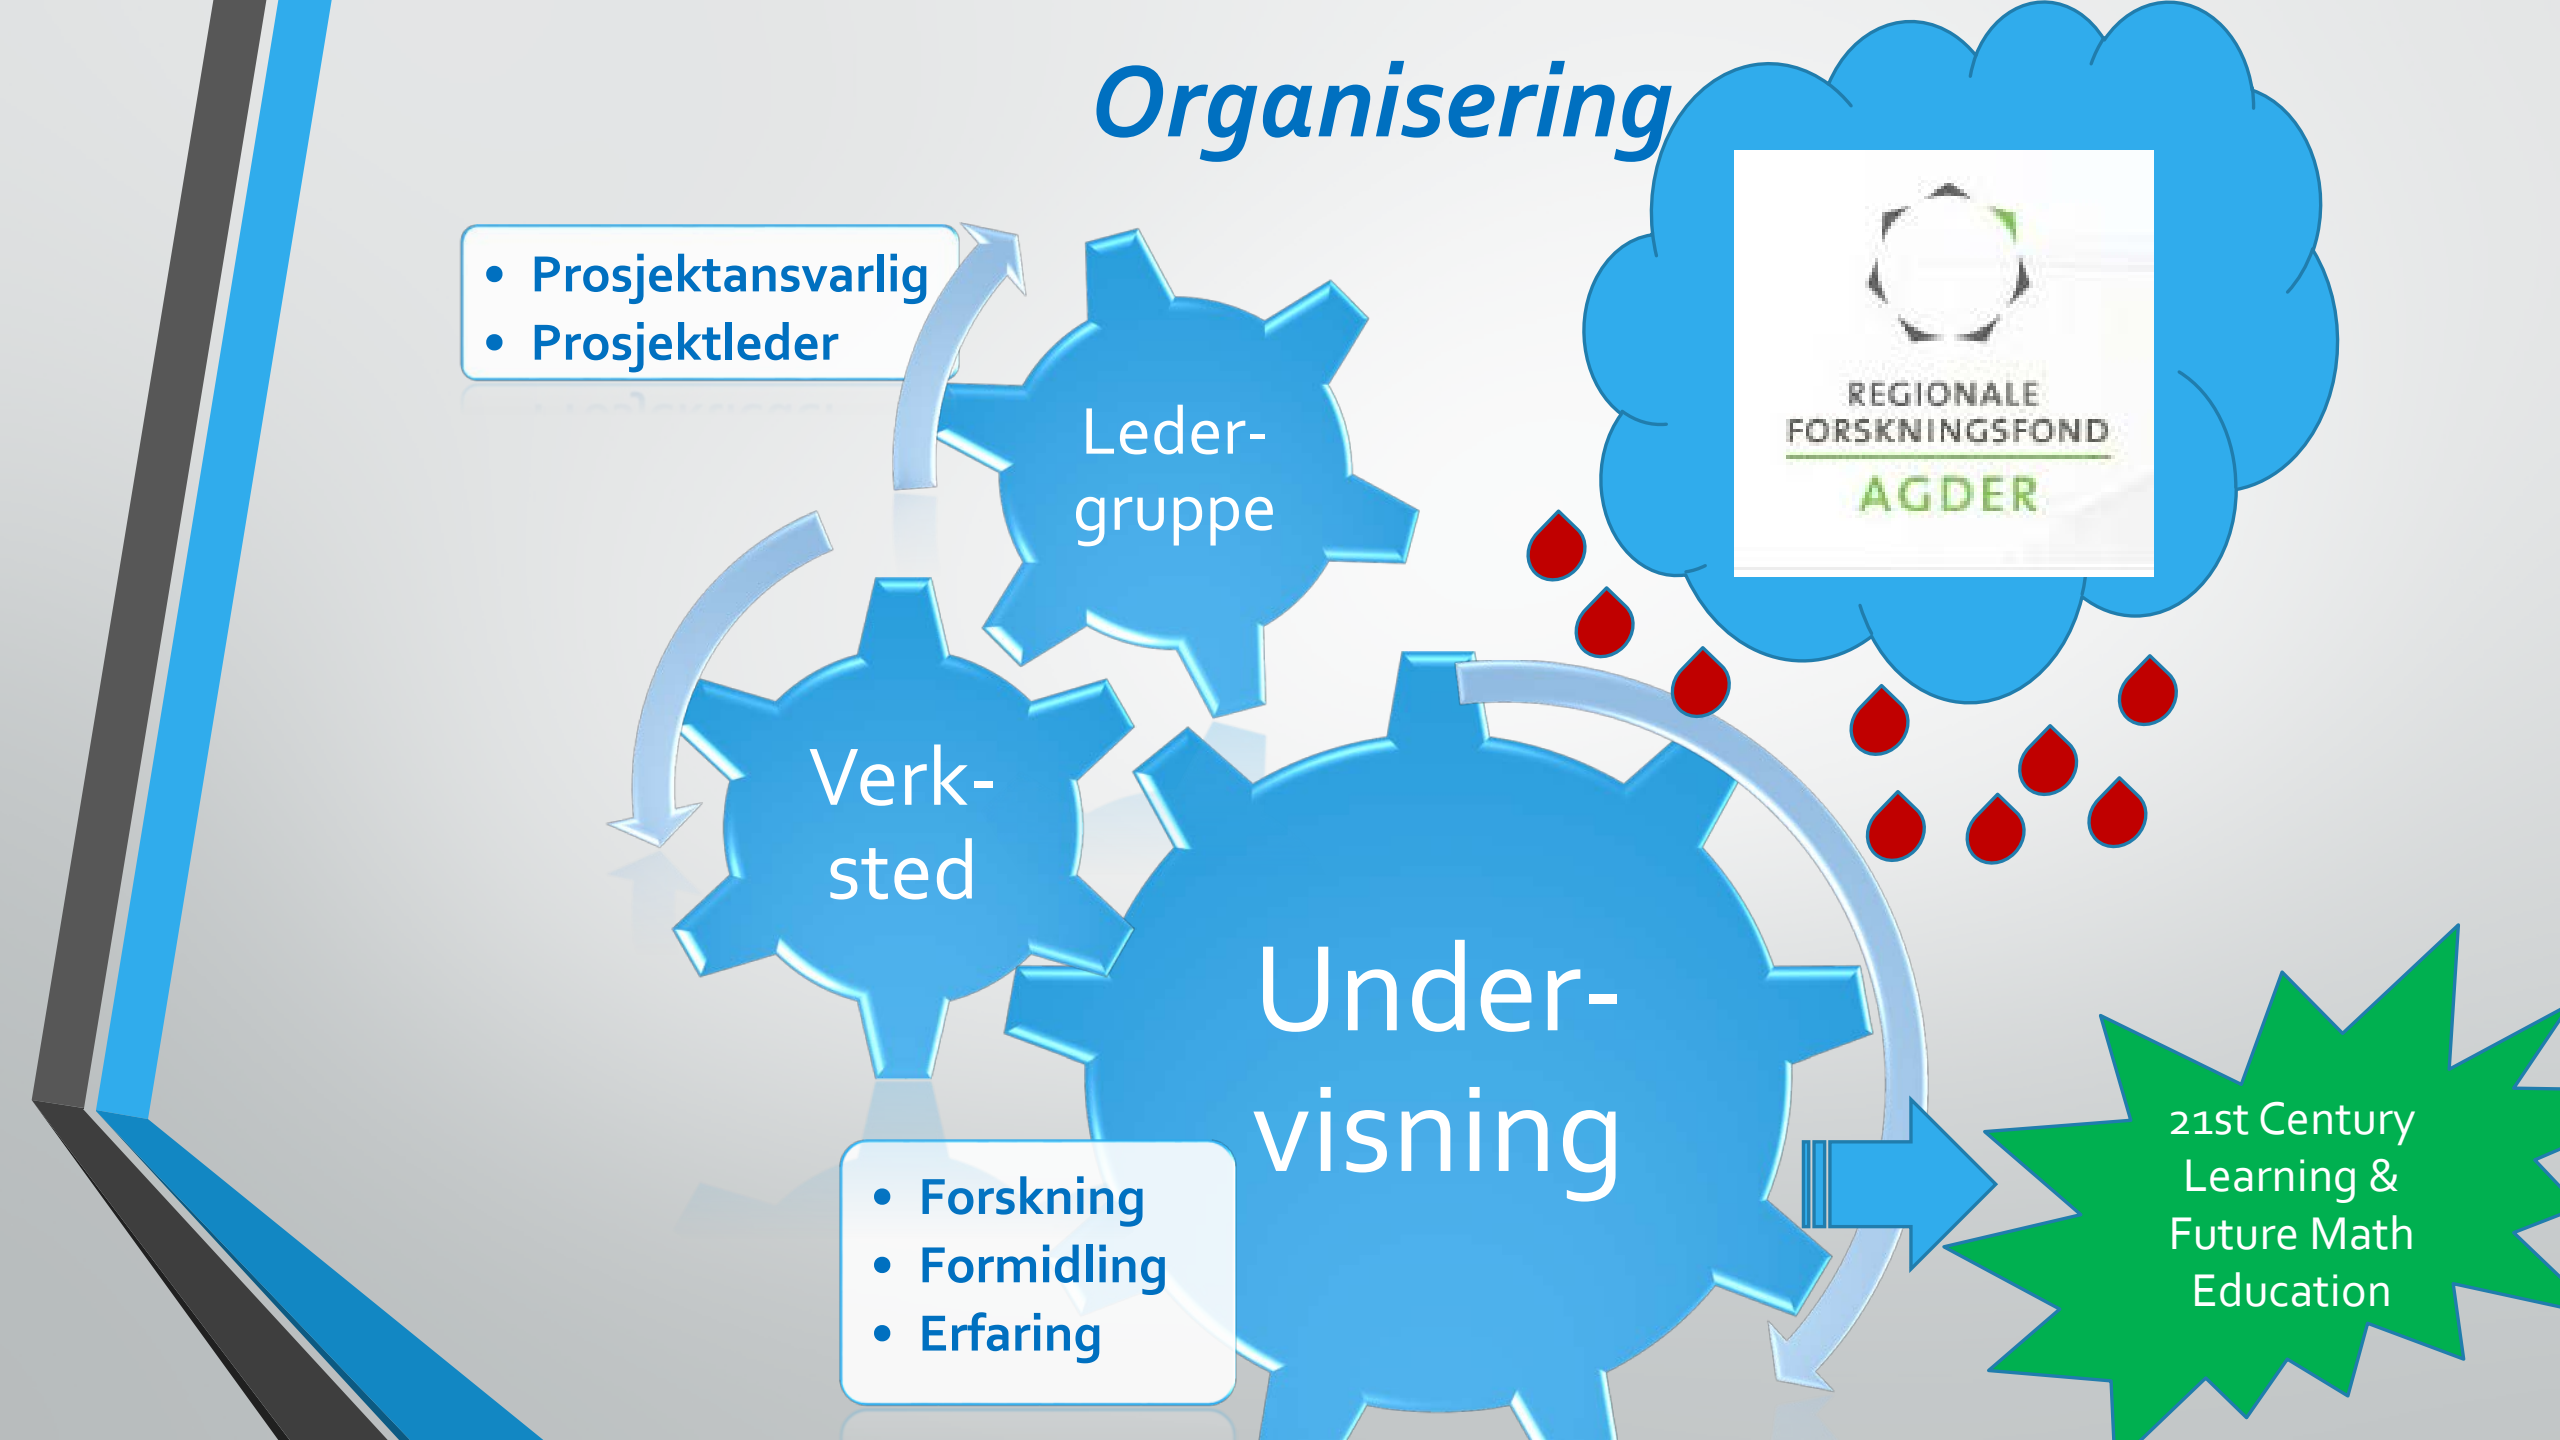 Organisering
• Prosjektansvarlig
• Prosjektleder
REGIONALE
FORSKNINGSFOND
AGDER
Leder-
gruppe
Verk-
sted
Under-
visning
• Forskning
• Formidling
• Erfaring
21st Century
Learning &
Future Math
Education